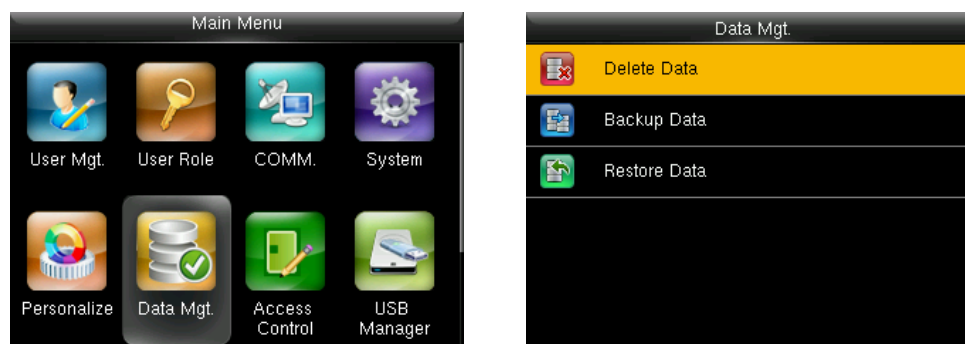 Main Menu
User Mgt.
User Role
COMM.
System
Personalize
Data Mgt.
Access
Control
USB
Manager
Data Mgt.
Delete Data
Backup Data
Restore Data